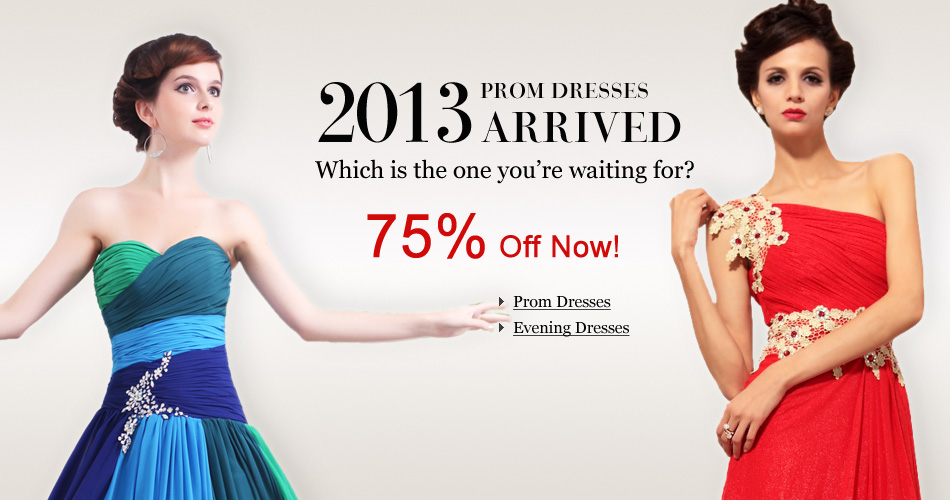 2013 PROM DRESSES
ARRIVED
Which is the one you’re waiting for?
75% Off Now!
Prom Dresses
Evening Dresses